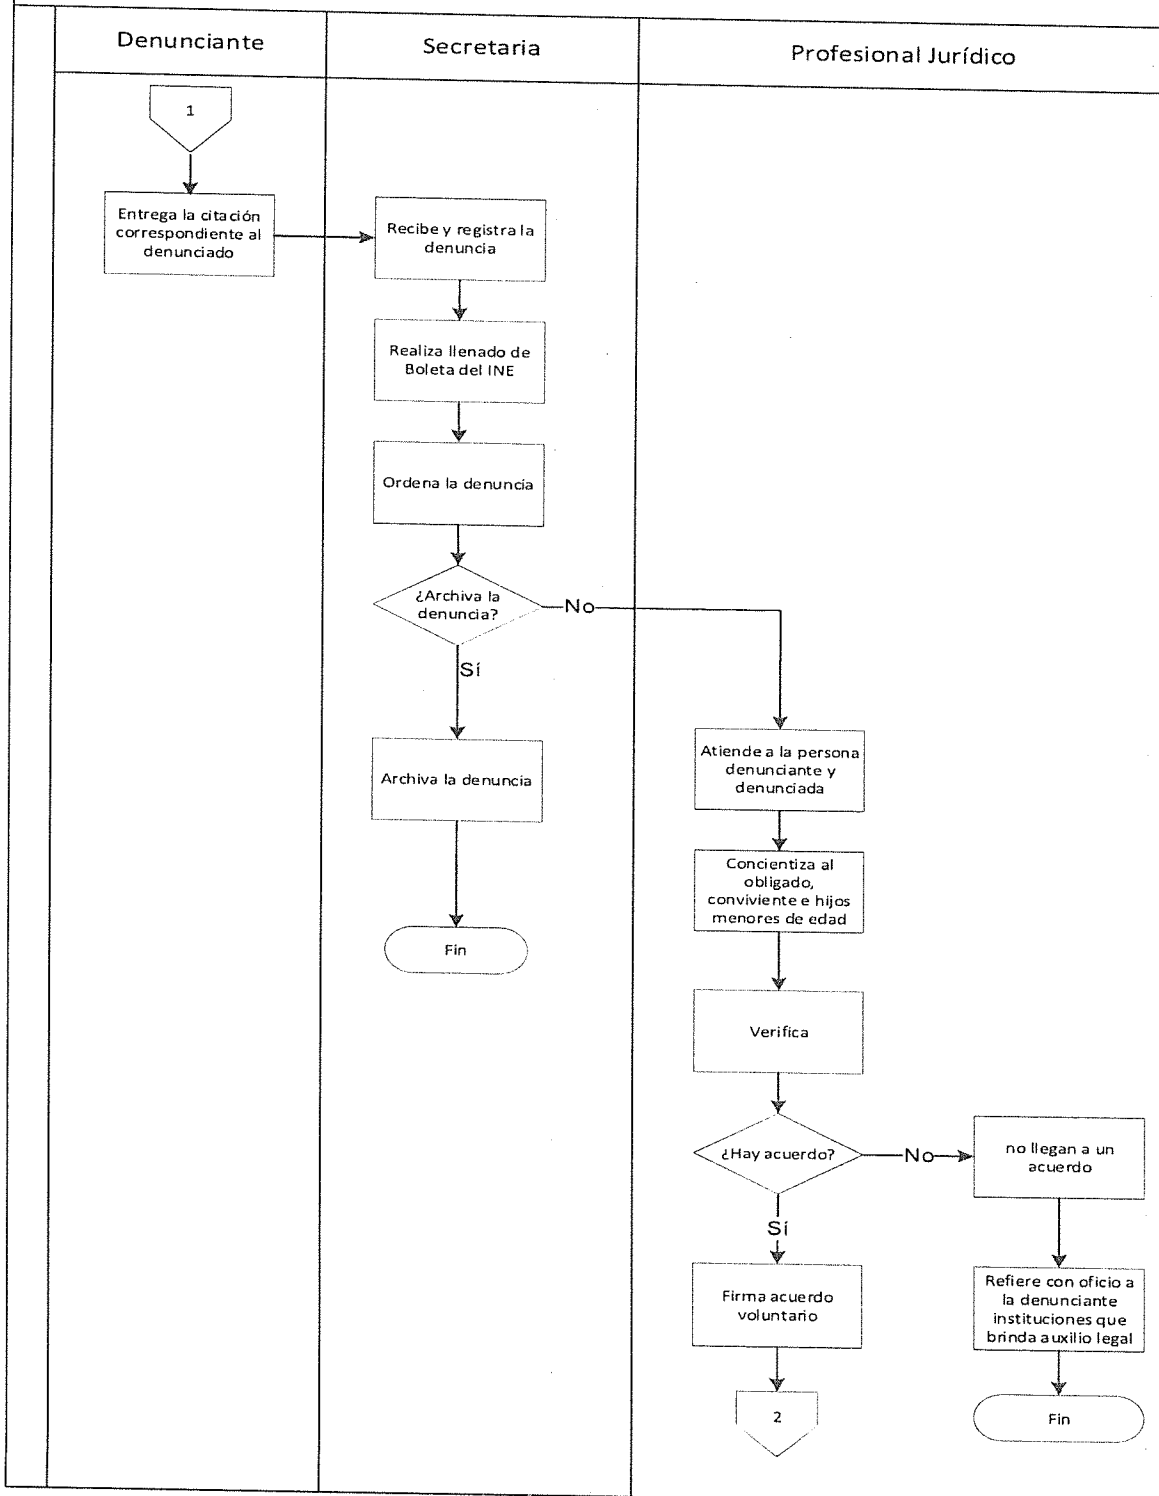 Denunciante
Secretaria
Profesional Jurídico
1
Entrega la citación
correspondiente al
denunciado
Recibe y registra la
denuncia
Realiza llenado de
Boleta del INE
Ordena la denuncia
¿Archiva la
denuncia?
No
Sí
Archiva la denuncia
Fin
Atiende a la persona
denunciante y
denunciada
Concientiza al
obligado,
conviviente e hijos
menores de edad
Verifica
¿Hay acuerdo?
No
no llegan a un
acuerdo
Sí
Firma acuerdo
voluntario
Refiere con oficio a
la denunciante
instituciones que
brinda auxilio legal
2
Fin